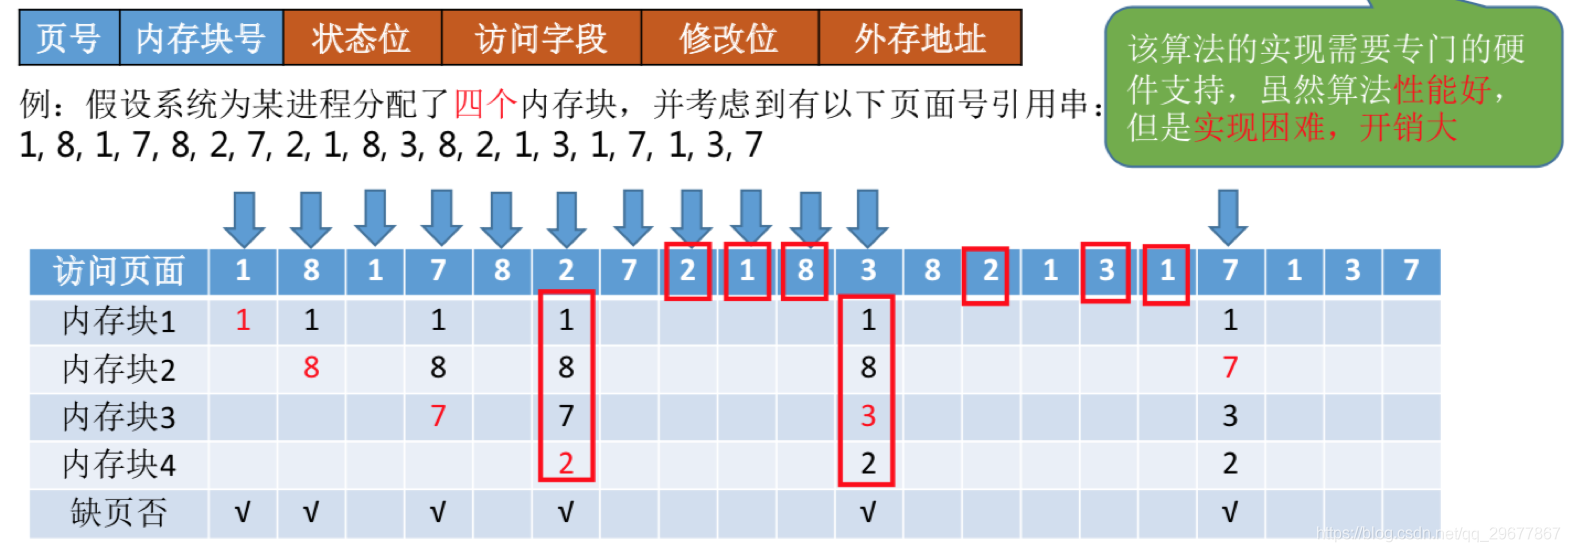 页号 内存块号 状态位 访问字段 修改位 外存地址
该算法的实现需要专门的硬
件支持，虽然算法性能好，
但是实现困难，开销大
例：假设系统为某进程分配了四个内存块，并考虑到有以下页面号引用串：
1, 8, 1, 7, 8, 2, 7, 2, 1, 8, 3, 8, 2, 1, 3, 1, 7, 1, 3, 7
访问页面 1 8 1 7 8 2 7 2 1 8 3 8 2 1 3 1 7 1 3 7
内存块1 1 1 1 1 1 1
内存块2 8 8 8 8 7
内存块3 7 7 3 3
内存块4 2 2 2
缺页否 √ √ √ √ √ √
https://blog.csdn.net/qq_29677867